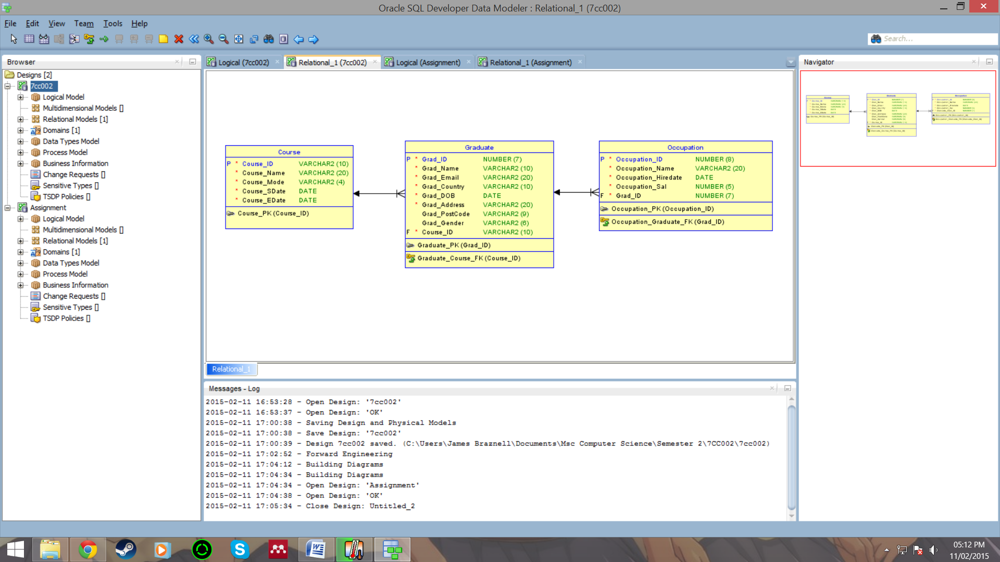 Oracle SQL Developer Data Modeler : Relational_1 (7cc002)
File Edit View Team Tools Help
Search...
Browser
Designs [2]
7cc002
Logical Model
Multidimensional Models []
Relational Models [1]
Domains [1]
Data Types Model
Process Model
Business Information
Change Requests []
Sensitive Types []
TSDP Policies []
Assignment
Logical Model
Multidimensional Models []
Relational Models [1]
Domains [1]
Data Types Model
Process Model
Business Information
Change Requests []
Sensitive Types []
TSDP Policies []
Logical (7cc002) Relational_1 (7cc002) Logical (Assignment) Relational_1 (Assignment)
Course
P * Course_ID VARCHAR2 (10)
* Course_Name VARCHAR2 (20)
* Course_Mode VARCHAR2 (4)
* Course_SDate DATE
* Course_EDate DATE
Course_PK (Course_ID)
Graduate
P * Grad_ID NUMBER (7)
* Grad_Name VARCHAR2 (10)
* Grad_Email VARCHAR2 (20)
* Grad_Country VARCHAR2 (10)
* Grad_DOB DATE
* Grad_Address VARCHAR2 (20)
Grad_PostCode VARCHAR2 (9)
Grad_Gender VARCHAR2 (6)
F * Course_ID VARCHAR2 (10)
Graduate_PK (Grad_ID)
Graduate_Course_FK (Course_ID)
Occupation
P * Occupation_ID NUMBER (8)
* Occupation_Name VARCHAR2 (20)
* Occupation_Hiredate DATE
* Occupation_Sal NUMBER (5)
F * Grad_ID NUMBER (7)
Occupation_PK (Occupation_ID)
Occupation_Graduate_FK (Grad_ID)
Relational_1
Navigator
Messages - Log
2015-02-11 16:53:28 - Open Design: '7cc002'
2015-02-11 16:53:37 - Open Design: 'OK'
2015-02-11 17:00:38 - Saving Design and Physical Models
2015-02-11 17:00:38 - Save Design: '7cc002'
2015-02-11 17:00:39 - Design 7cc002 saved. (C:\Users\James Braznell\Documents\Msc Computer Science\Semester 2\7CC002\7cc002)
2015-02-11 17:02:52 - Forward Engineering
2015-02-11 17:04:12 - Building Diagrams
2015-02-11 17:04:34 - Building Diagrams
2015-02-11 17:04:34 - Open Design: 'Assignment'
2015-02-11 17:04:38 - Open Design: 'OK'
2015-02-11 17:05:34 - Close Design: Untitled_2
05:12 PM
11/02/2015